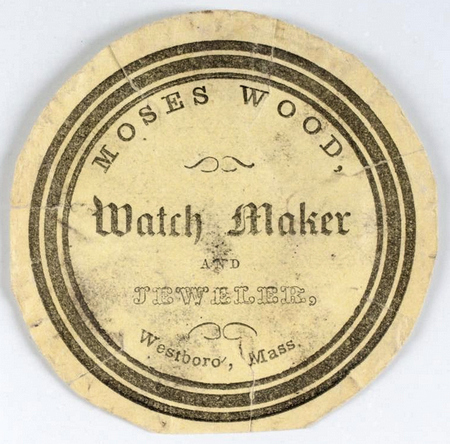 MOSES WOOD,
Watch Maker
AND
JEWELER,
Westboro', Mass.